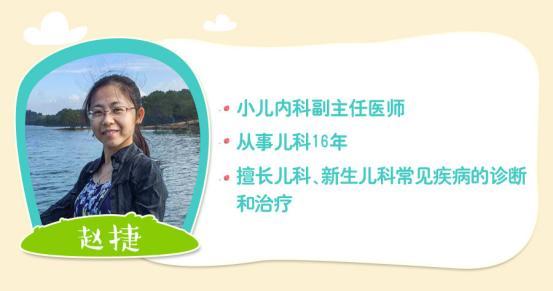 小儿内科副主任医师
从事儿科16年
擅长儿科、新生儿科常见疾病的诊断
和治疗
赵捷